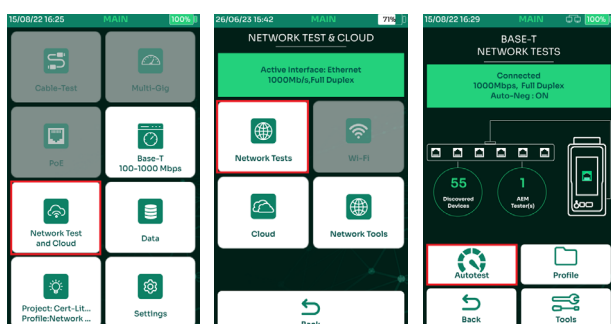 15/08/22 16:25 MAIN 100%
Cable-Test
Multi-Gig
PoE
Base-T
100-1000 Mbps
Network Test
and Cloud
Data
Project: Cert-Lit...
Profile:Network ...
Settings
26/06/23 15:42 MAIN 71%
NETWORK TEST & CLOUD
Active Interface: Ethernet
1000Mb/s,Full Duplex
Network Tests
Wi-Fi
Cloud
Network Tools
Back
15/08/22 16:29 MAIN 100%
BASE-T
NETWORK TESTS
Connected
1000Mbps, Full Duplex
Auto-Neg : ON
55
Discovered
Devices
1
AEM
Tester(s)
Autotest
Profile
Back
Tools